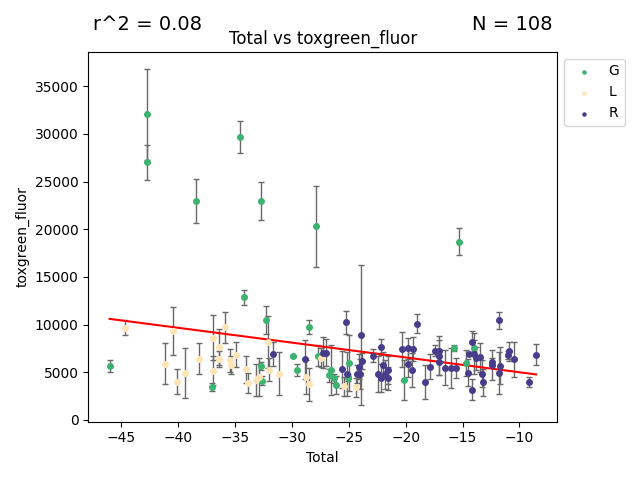 r^2 = 0.08 N = 108
Total vs toxgreen_fluor
G
L
R
35000
30000
25000
20000
15000
10000
5000
0
toxgreen_fluor
−45 −40 −35 −30 −25 −20 −15 −10
Total